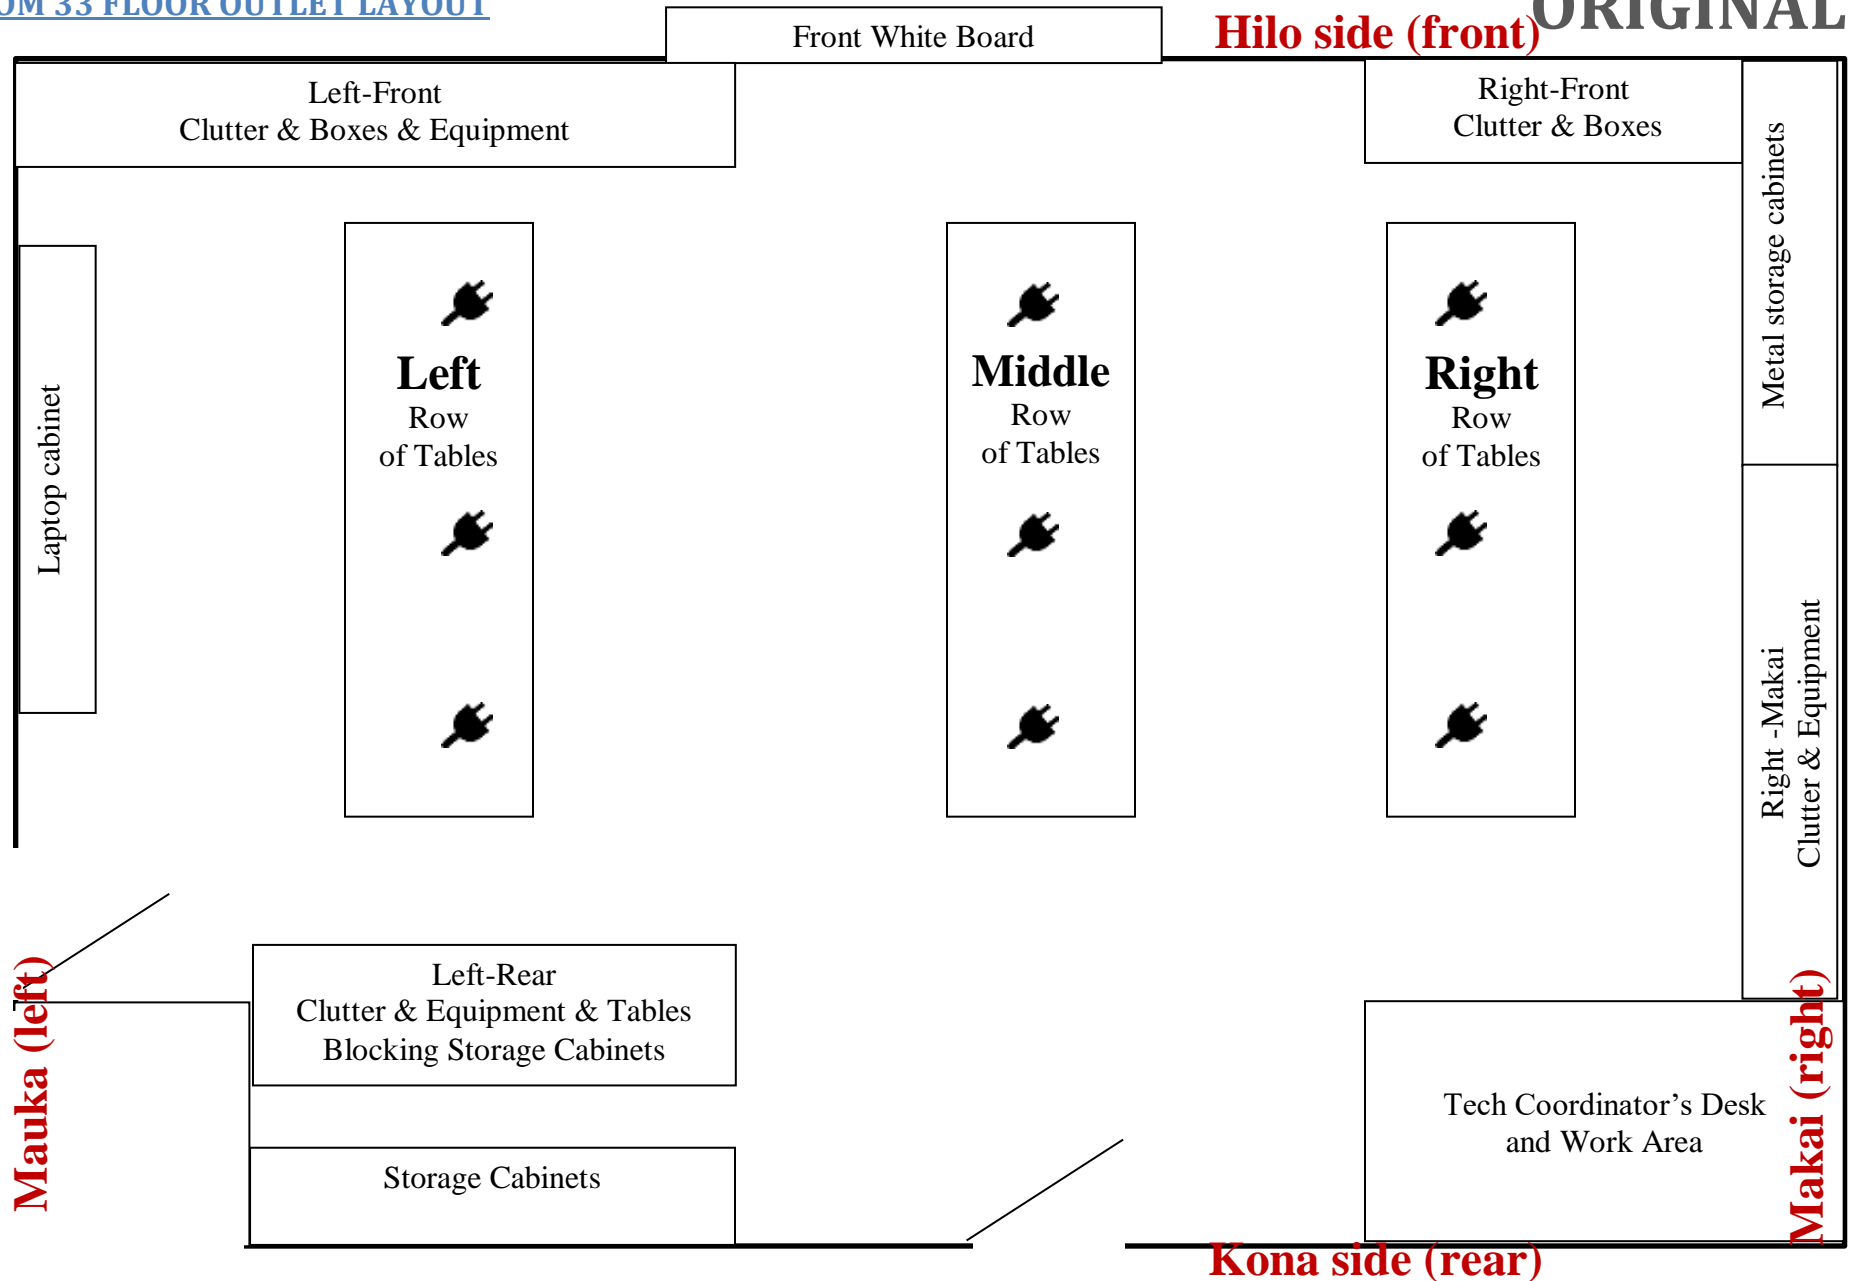 33 FLOOR OUTLET LAYOUT
ORIGINAL
Front White Board
Hilo side (front)
Left-Front
Clutter & Boxes & Equipment
Right-Front
Clutter & Boxes
Metal storage cabinets
Laptop cabinet
Left
Row
of Tables
Middle
Row
of Tables
Right
Row
of Tables
Right -Makai
Clutter & Equipment
Mauka (left)
Left-Rear
Clutter & Equipment & Tables
Blocking Storage Cabinets
Storage Cabinets
Tech Coordinator’s Desk
and Work Area
Makai (right)
Kona side (rear)